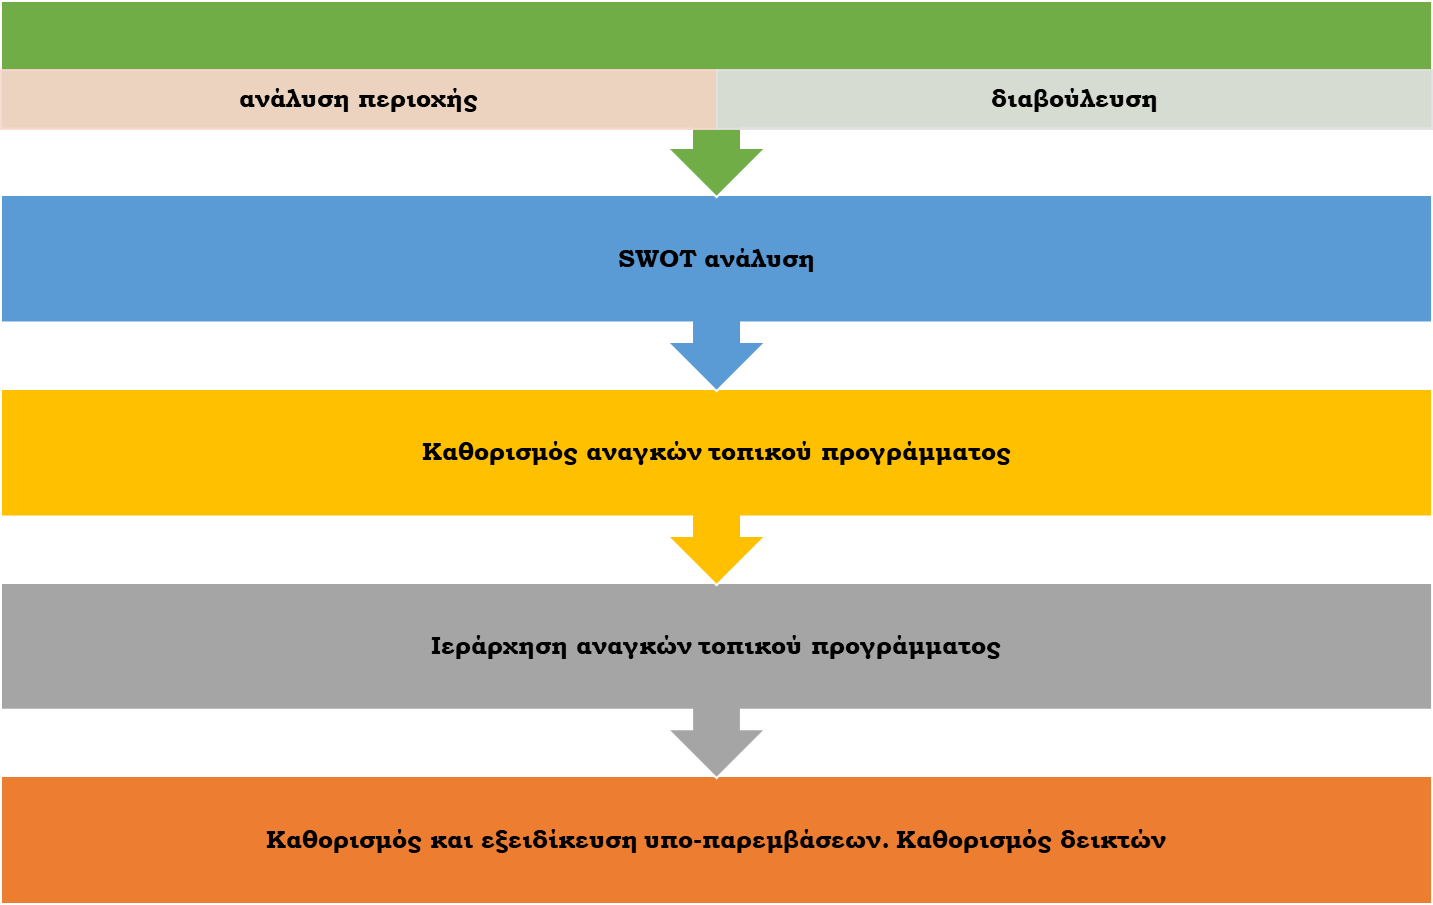 ανάλυση περιοχής
διαβούλευση
SWOT ανάλυση
Καθορισμός αναγκών τοπικού προγράμματος
Ιεράρχηση αναγκών τοπικού προγράμματος
Καθορισμός και εξειδίκευση υπο-παρεμβάσεων. Καθορισμός δεικτών